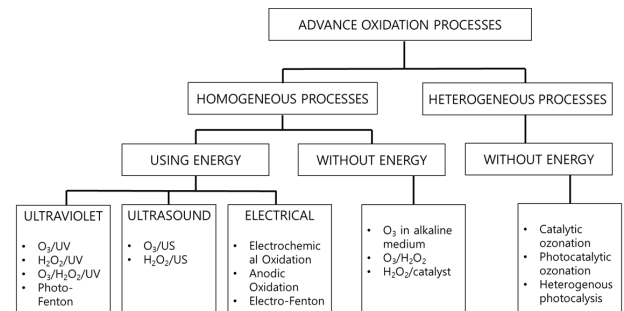 ADVANCE OXIDATION PROCESSES
HOMOGENEOUS PROCESSES
HETEROGENEOUS PROCESSES
USING ENERGY
WITHOUT ENERGY
WITHOUT ENERGY
ULTRAVIOLET
• O₃/UV
• H₂O₂/UV
• O₃/H₂O₂/UV
• Photo-
Fenton
ULTRASOUND
• O₃/US
• H₂O₂/US
ELECTRICAL
• Electrochemic
al Oxidation
• Anodic
Oxidation
• Electro-Fenton
• O₃ in alkaline
medium
• O₃/H₂O₂
• H₂O₂/catalyst
• Catalytic
ozonation
• Photocatalytic
ozonation
• Heterogenous
photocalysis